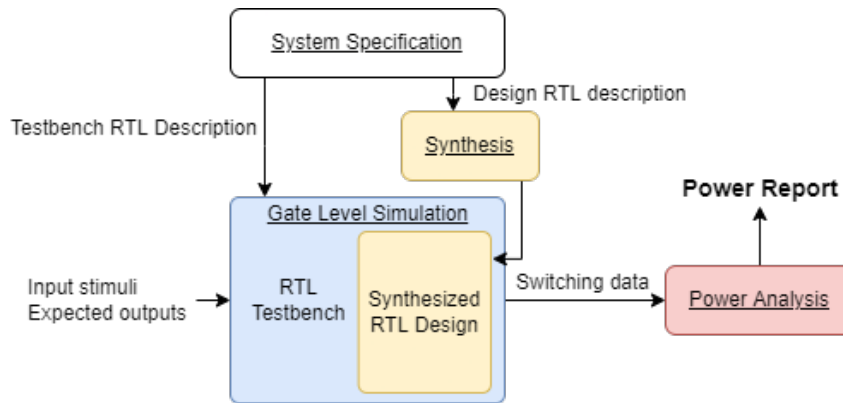 System Specification
Design RTL description
Testbench RTL Description
Synthesis
Power Report
Gate Level Simulation
Input stimuli
Expected outputs
RTL
Testbench
Synthesized
RTL Design
Switching data
Power Analysis